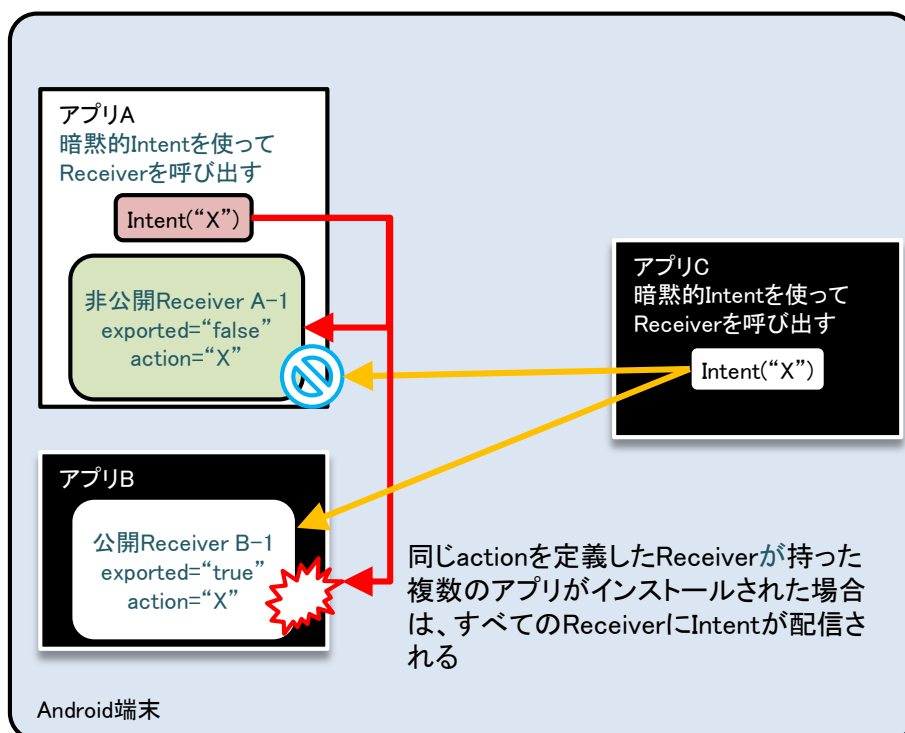 アプリA
暗黙的Intentを使って
Receiverを呼び出す
Intent(“X”)
非公開Receiver A-1
exported=“false”
action=“X”
アプリC
暗黙的Intentを使って
Receiverを呼び出す
Intent(“X”)
アプリB
公開Receiver B-1
exported=“true”
action=“X”
同じactionを定義したReceiverが持った
複数のアプリがインストールされた場合
は、すべてのReceiverにIntentが配信さ
れる
Android端末